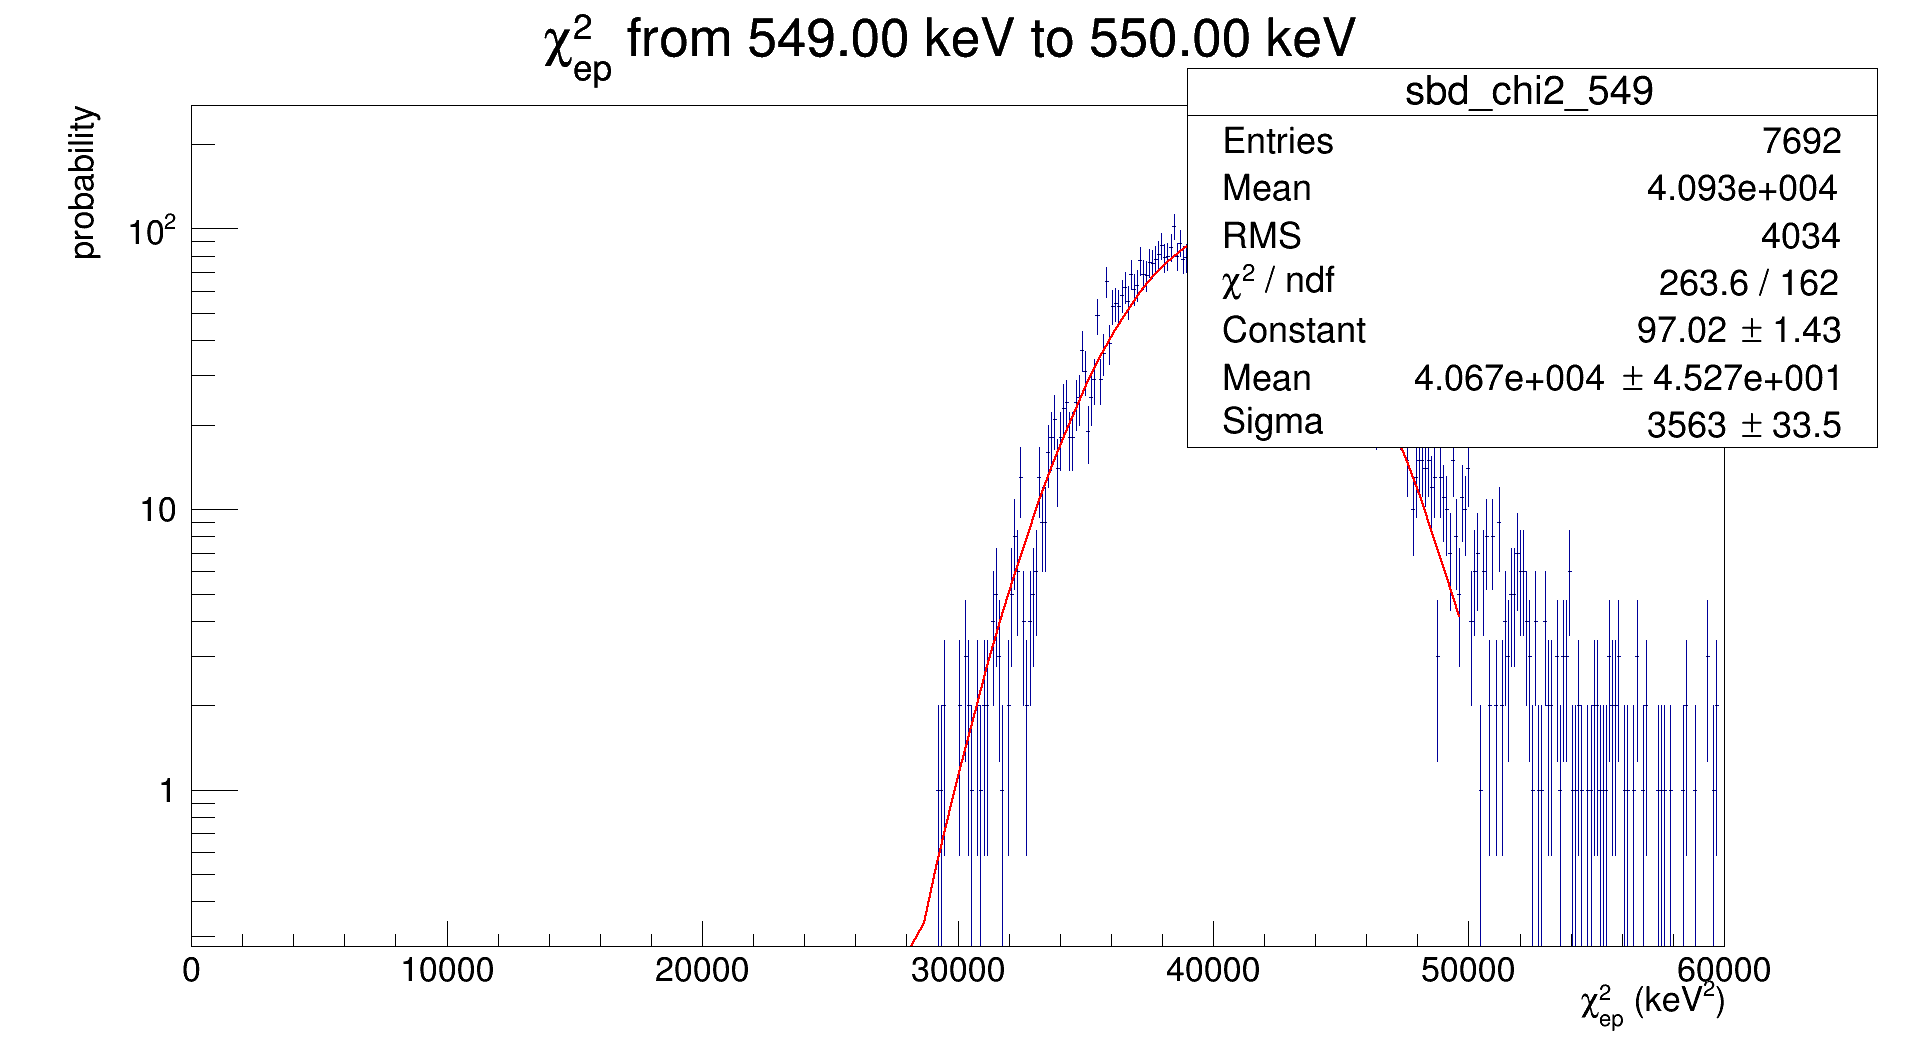 χ²ep from 549.00 keV to 550.00 keV
probability
sbd_chi2_549
Entries 7692
Mean 4.093e+004
RMS 4034
χ² / ndf 263.6 / 162
Constant 97.02 ± 1.43
Mean 4.067e+004 ± 4.527e+001
Sigma 3563 ± 33.5
10²
10
1
0 10000 20000 30000 40000 50000 60000
χ²ep (keV²)